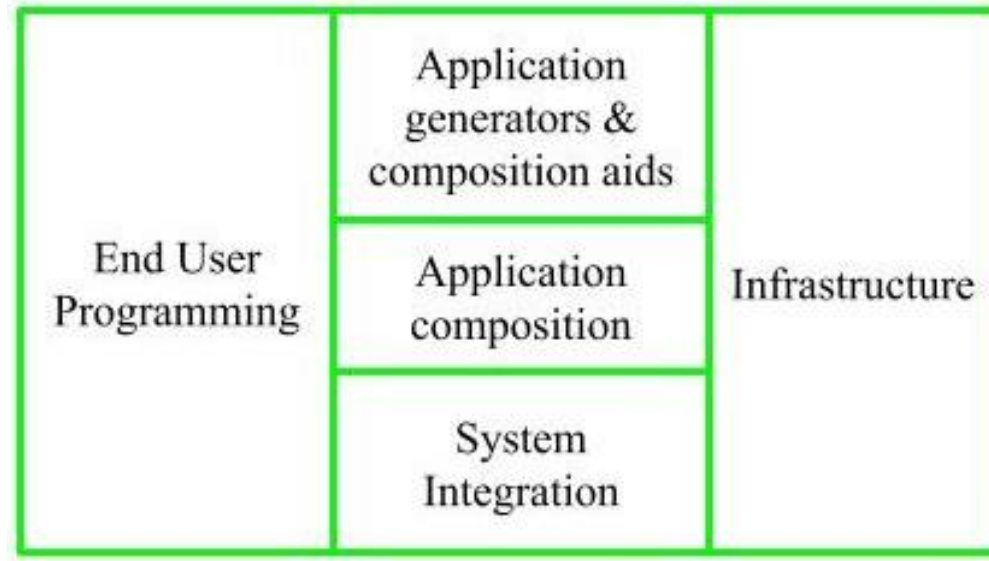 End User
Programming
Application
generators &
composition aids
Application
composition
System
Integration
Infrastructure